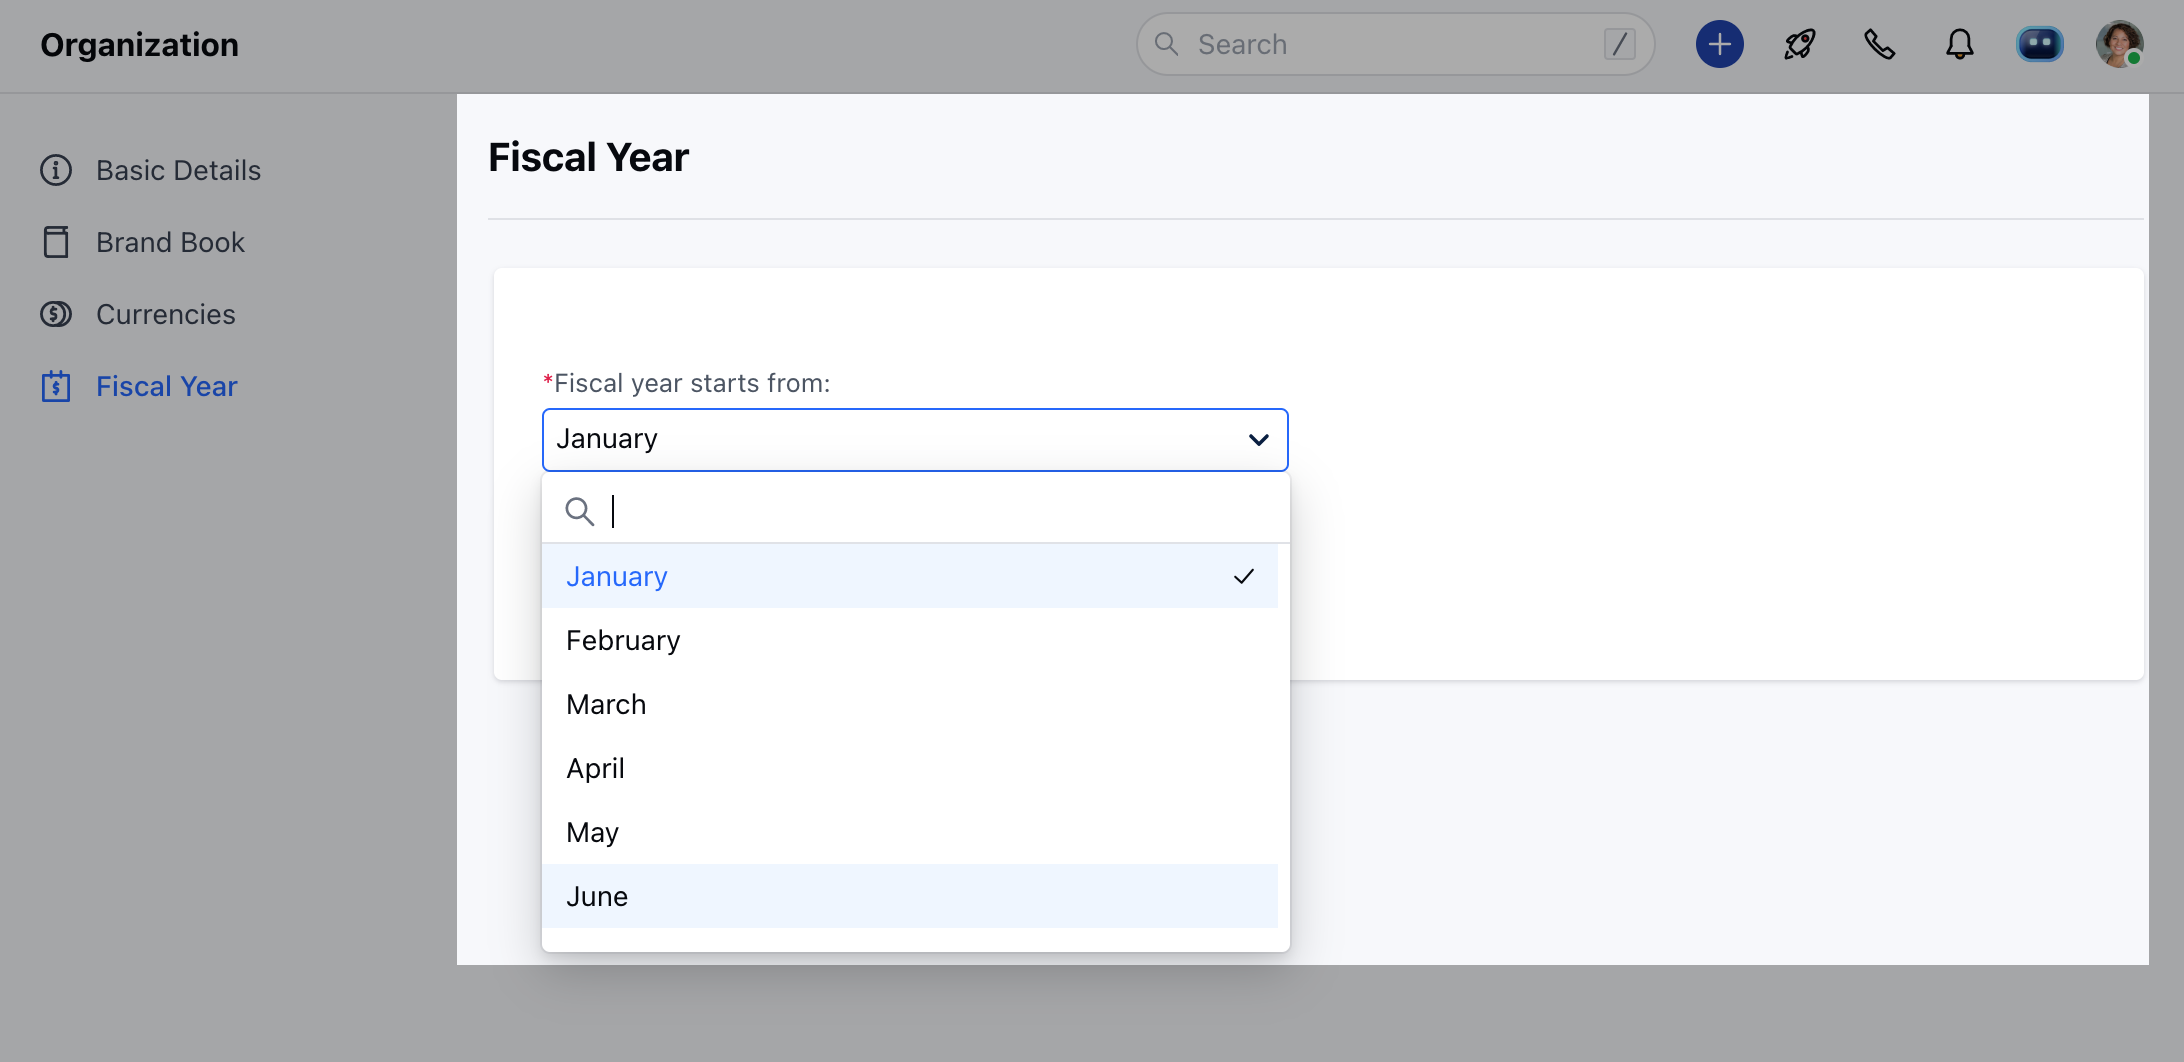 Organization
Search /
Basic Details
Brand Book
Currencies
Fiscal Year
Fiscal Year
*Fiscal year starts from:
January
January
February
March
April
May
June